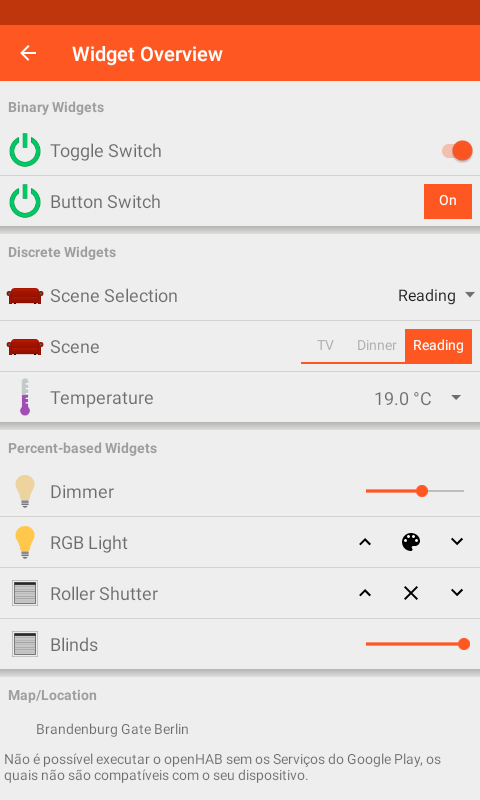 Widget Overview
Binary Widgets
Toggle Switch
Button Switch
On
Discrete Widgets
Scene Selection
Reading
Scene
TV
Dinner
Reading
Temperature
19.0 °C
Percent-based Widgets
Dimmer
RGB Light
Roller Shutter
Blinds
Map/Location
Brandenburg Gate Berlin
Não é possível executar o openHAB sem os Serviços do Google Play, os
quais não são compatíveis com o seu dispositivo.